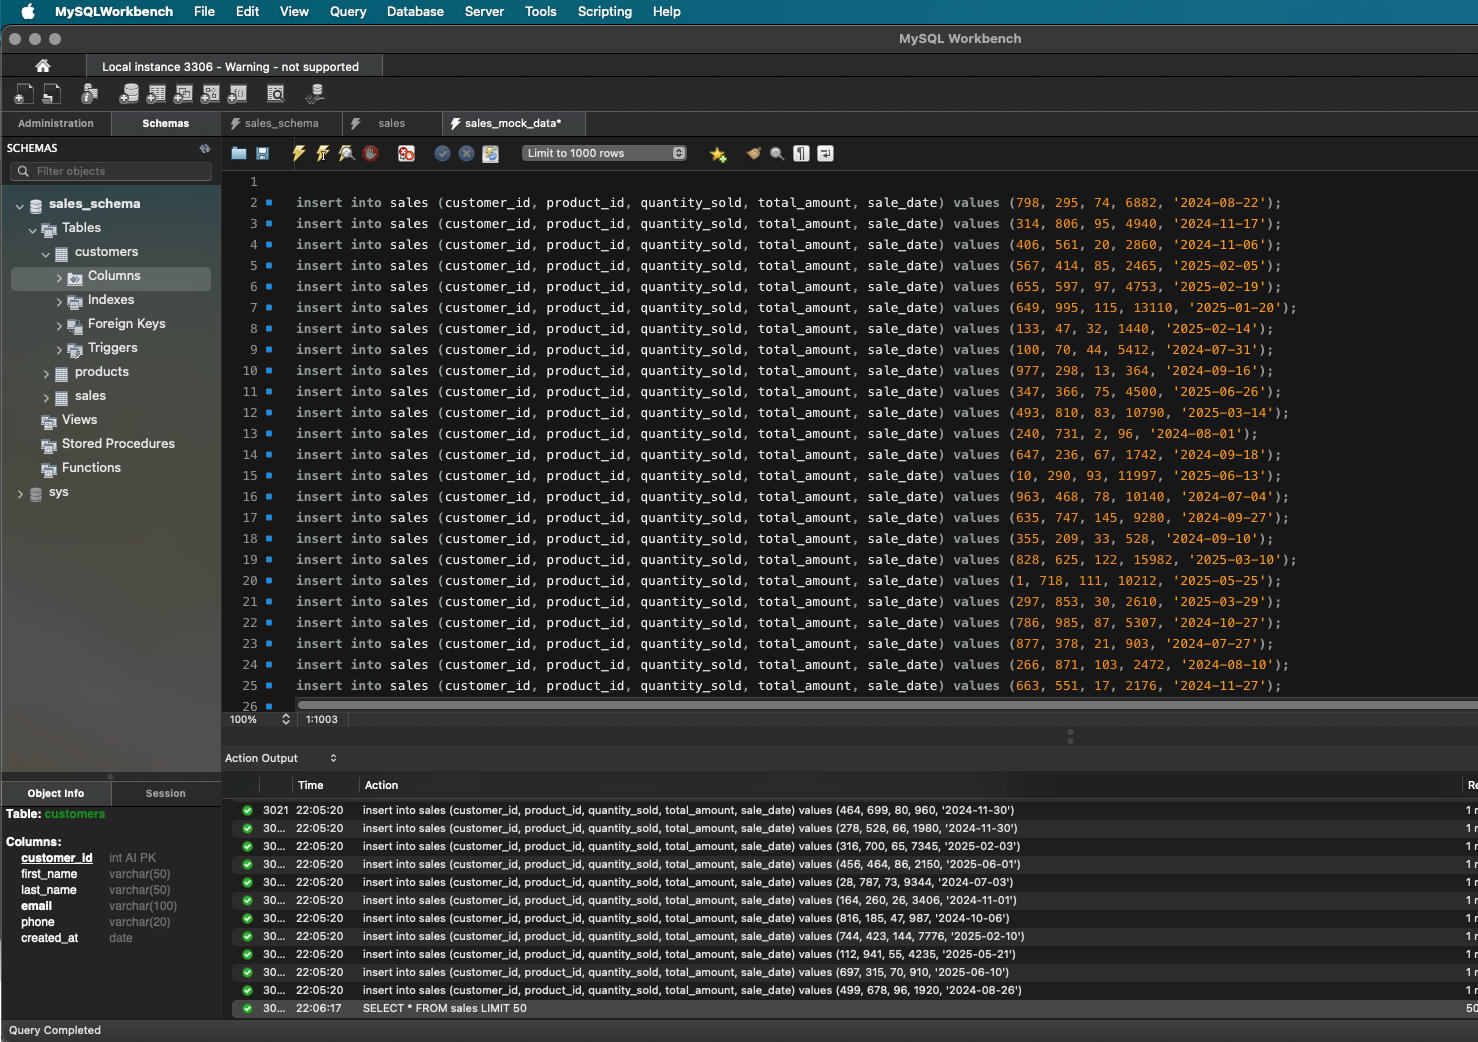 MySQLWorkbench File Edit View Query Database Server Tools Scripting Help
MySQL Workbench
Local instance 3306 - Warning - not supported
Administration Schemas sales_schema sales sales_mock_data*
SCHEMAS
Limit to 1000 rows
Filter objects
sales_schema
Tables
customers
Columns
Indexes
Foreign Keys
Triggers
products
sales
Views
Stored Procedures
Functions
sys
1
2 insert into sales (customer_id, product_id, quantity_sold, total_amount, sale_date) values (798, 295, 74, 6882, '2024-08-22');
3 insert into sales (customer_id, product_id, quantity_sold, total_amount, sale_date) values (314, 806, 95, 4940, '2024-11-17');
4 insert into sales (customer_id, product_id, quantity_sold, total_amount, sale_date) values (406, 561, 20, 2860, '2024-11-06');
5 insert into sales (customer_id, product_id, quantity_sold, total_amount, sale_date) values (567, 414, 85, 2465, '2025-02-05');
6 insert into sales (customer_id, product_id, quantity_sold, total_amount, sale_date) values (655, 597, 97, 4753, '2025-02-19');
7 insert into sales (customer_id, product_id, quantity_sold, total_amount, sale_date) values (649, 995, 115, 13110, '2025-01-20');
8 insert into sales (customer_id, product_id, quantity_sold, total_amount, sale_date) values (133, 47, 32, 1440, '2025-02-14');
9 insert into sales (customer_id, product_id, quantity_sold, total_amount, sale_date) values (100, 70, 44, 5412, '2024-07-31');
10 insert into sales (customer_id, product_id, quantity_sold, total_amount, sale_date) values (977, 298, 13, 364, '2024-09-16');
11 insert into sales (customer_id, product_id, quantity_sold, total_amount, sale_date) values (347, 366, 75, 4500, '2025-06-26');
12 insert into sales (customer_id, product_id, quantity_sold, total_amount, sale_date) values (493, 810, 83, 10790, '2025-03-14');
13 insert into sales (customer_id, product_id, quantity_sold, total_amount, sale_date) values (240, 731, 2, 96, '2024-08-01');
14 insert into sales (customer_id, product_id, quantity_sold, total_amount, sale_date) values (647, 236, 67, 1742, '2024-09-18');
15 insert into sales (customer_id, product_id, quantity_sold, total_amount, sale_date) values (10, 290, 93, 11997, '2025-06-13');
16 insert into sales (customer_id, product_id, quantity_sold, total_amount, sale_date) values (963, 468, 78, 10140, '2024-07-04');
17 insert into sales (customer_id, product_id, quantity_sold, total_amount, sale_date) values (635, 747, 145, 9280, '2024-09-27');
18 insert into sales (customer_id, product_id, quantity_sold, total_amount, sale_date) values (355, 209, 33, 528, '2024-09-10');
19 insert into sales (customer_id, product_id, quantity_sold, total_amount, sale_date) values (828, 625, 122, 15982, '2025-03-10');
20 insert into sales (customer_id, product_id, quantity_sold, total_amount, sale_date) values (1, 718, 111, 10212, '2025-05-25');
21 insert into sales (customer_id, product_id, quantity_sold, total_amount, sale_date) values (297, 853, 30, 2610, '2025-03-29');
22 insert into sales (customer_id, product_id, quantity_sold, total_amount, sale_date) values (786, 985, 87, 5307, '2024-10-27');
23 insert into sales (customer_id, product_id, quantity_sold, total_amount, sale_date) values (877, 378, 21, 903, '2024-07-27');
24 insert into sales (customer_id, product_id, quantity_sold, total_amount, sale_date) values (266, 871, 103, 2472, '2024-08-10');
25 insert into sales (customer_id, product_id, quantity_sold, total_amount, sale_date) values (663, 551, 17, 2176, '2024-11-27');
26
100% 1:1003
Action Output
Time Action Re
3021 22:05:20 insert into sales (customer_id, product_id, quantity_sold, total_amount, sale_date) values (464, 699, 80, 960, '2024-11-30') 1 r
30... 22:05:20 insert into sales (customer_id, product_id, quantity_sold, total_amount, sale_date) values (278, 528, 66, 1980, '2024-11-30') 1 r
30... 22:05:20 insert into sales (customer_id, product_id, quantity_sold, total_amount, sale_date) values (316, 700, 65, 7345, '2025-02-03') 1 r
30... 22:05:20 insert into sales (customer_id, product_id, quantity_sold, total_amount, sale_date) values (456, 464, 86, 2150, '2025-06-01') 1 r
30... 22:05:20 insert into sales (customer_id, product_id, quantity_sold, total_amount, sale_date) values (28, 787, 73, 9344, '2024-07-03') 1 r
30... 22:05:20 insert into sales (customer_id, product_id, quantity_sold, total_amount, sale_date) values (164, 260, 26, 3406, '2024-11-01') 1 r
30... 22:05:20 insert into sales (customer_id, product_id, quantity_sold, total_amount, sale_date) values (816, 185, 47, 987, '2024-10-06') 1 r
30... 22:05:20 insert into sales (customer_id, product_id, quantity_sold, total_amount, sale_date) values (744, 423, 144, 7776, '2025-02-10') 1 r
30... 22:05:20 insert into sales (customer_id, product_id, quantity_sold, total_amount, sale_date) values (112, 941, 55, 4235, '2025-05-21') 1 r
30... 22:05:20 insert into sales (customer_id, product_id, quantity_sold, total_amount, sale_date) values (697, 315, 70, 910, '2025-06-10') 1 r
30... 22:05:20 insert into sales (customer_id, product_id, quantity_sold, total_amount, sale_date) values (499, 678, 96, 1920, '2024-08-26') 1 r
30... 22:06:17 SELECT * FROM sales LIMIT 50 50
Object Info Session
Table: customers
Columns:
customer_id int AI PK
first_name varchar(50)
last_name varchar(50)
email varchar(100)
phone varchar(20)
created_at date
Query Completed